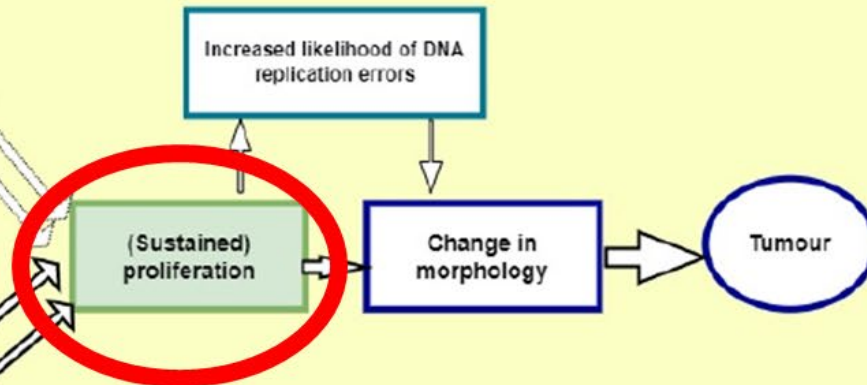 Increased likelihood of DNA
replication errors
(Sustained)
proliferation
Change in
morphology
Tumour